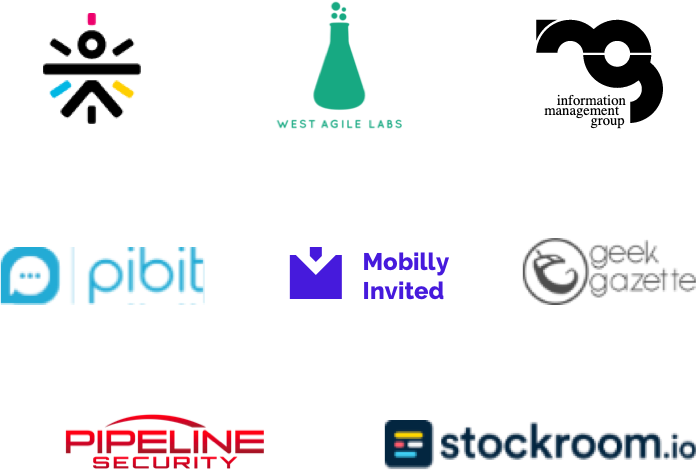 WEST AGILE LABS
information
management
group
pibit
Mobilly
Invited
geek
gazette
PIPELINE
SECURITY
stockroom.io